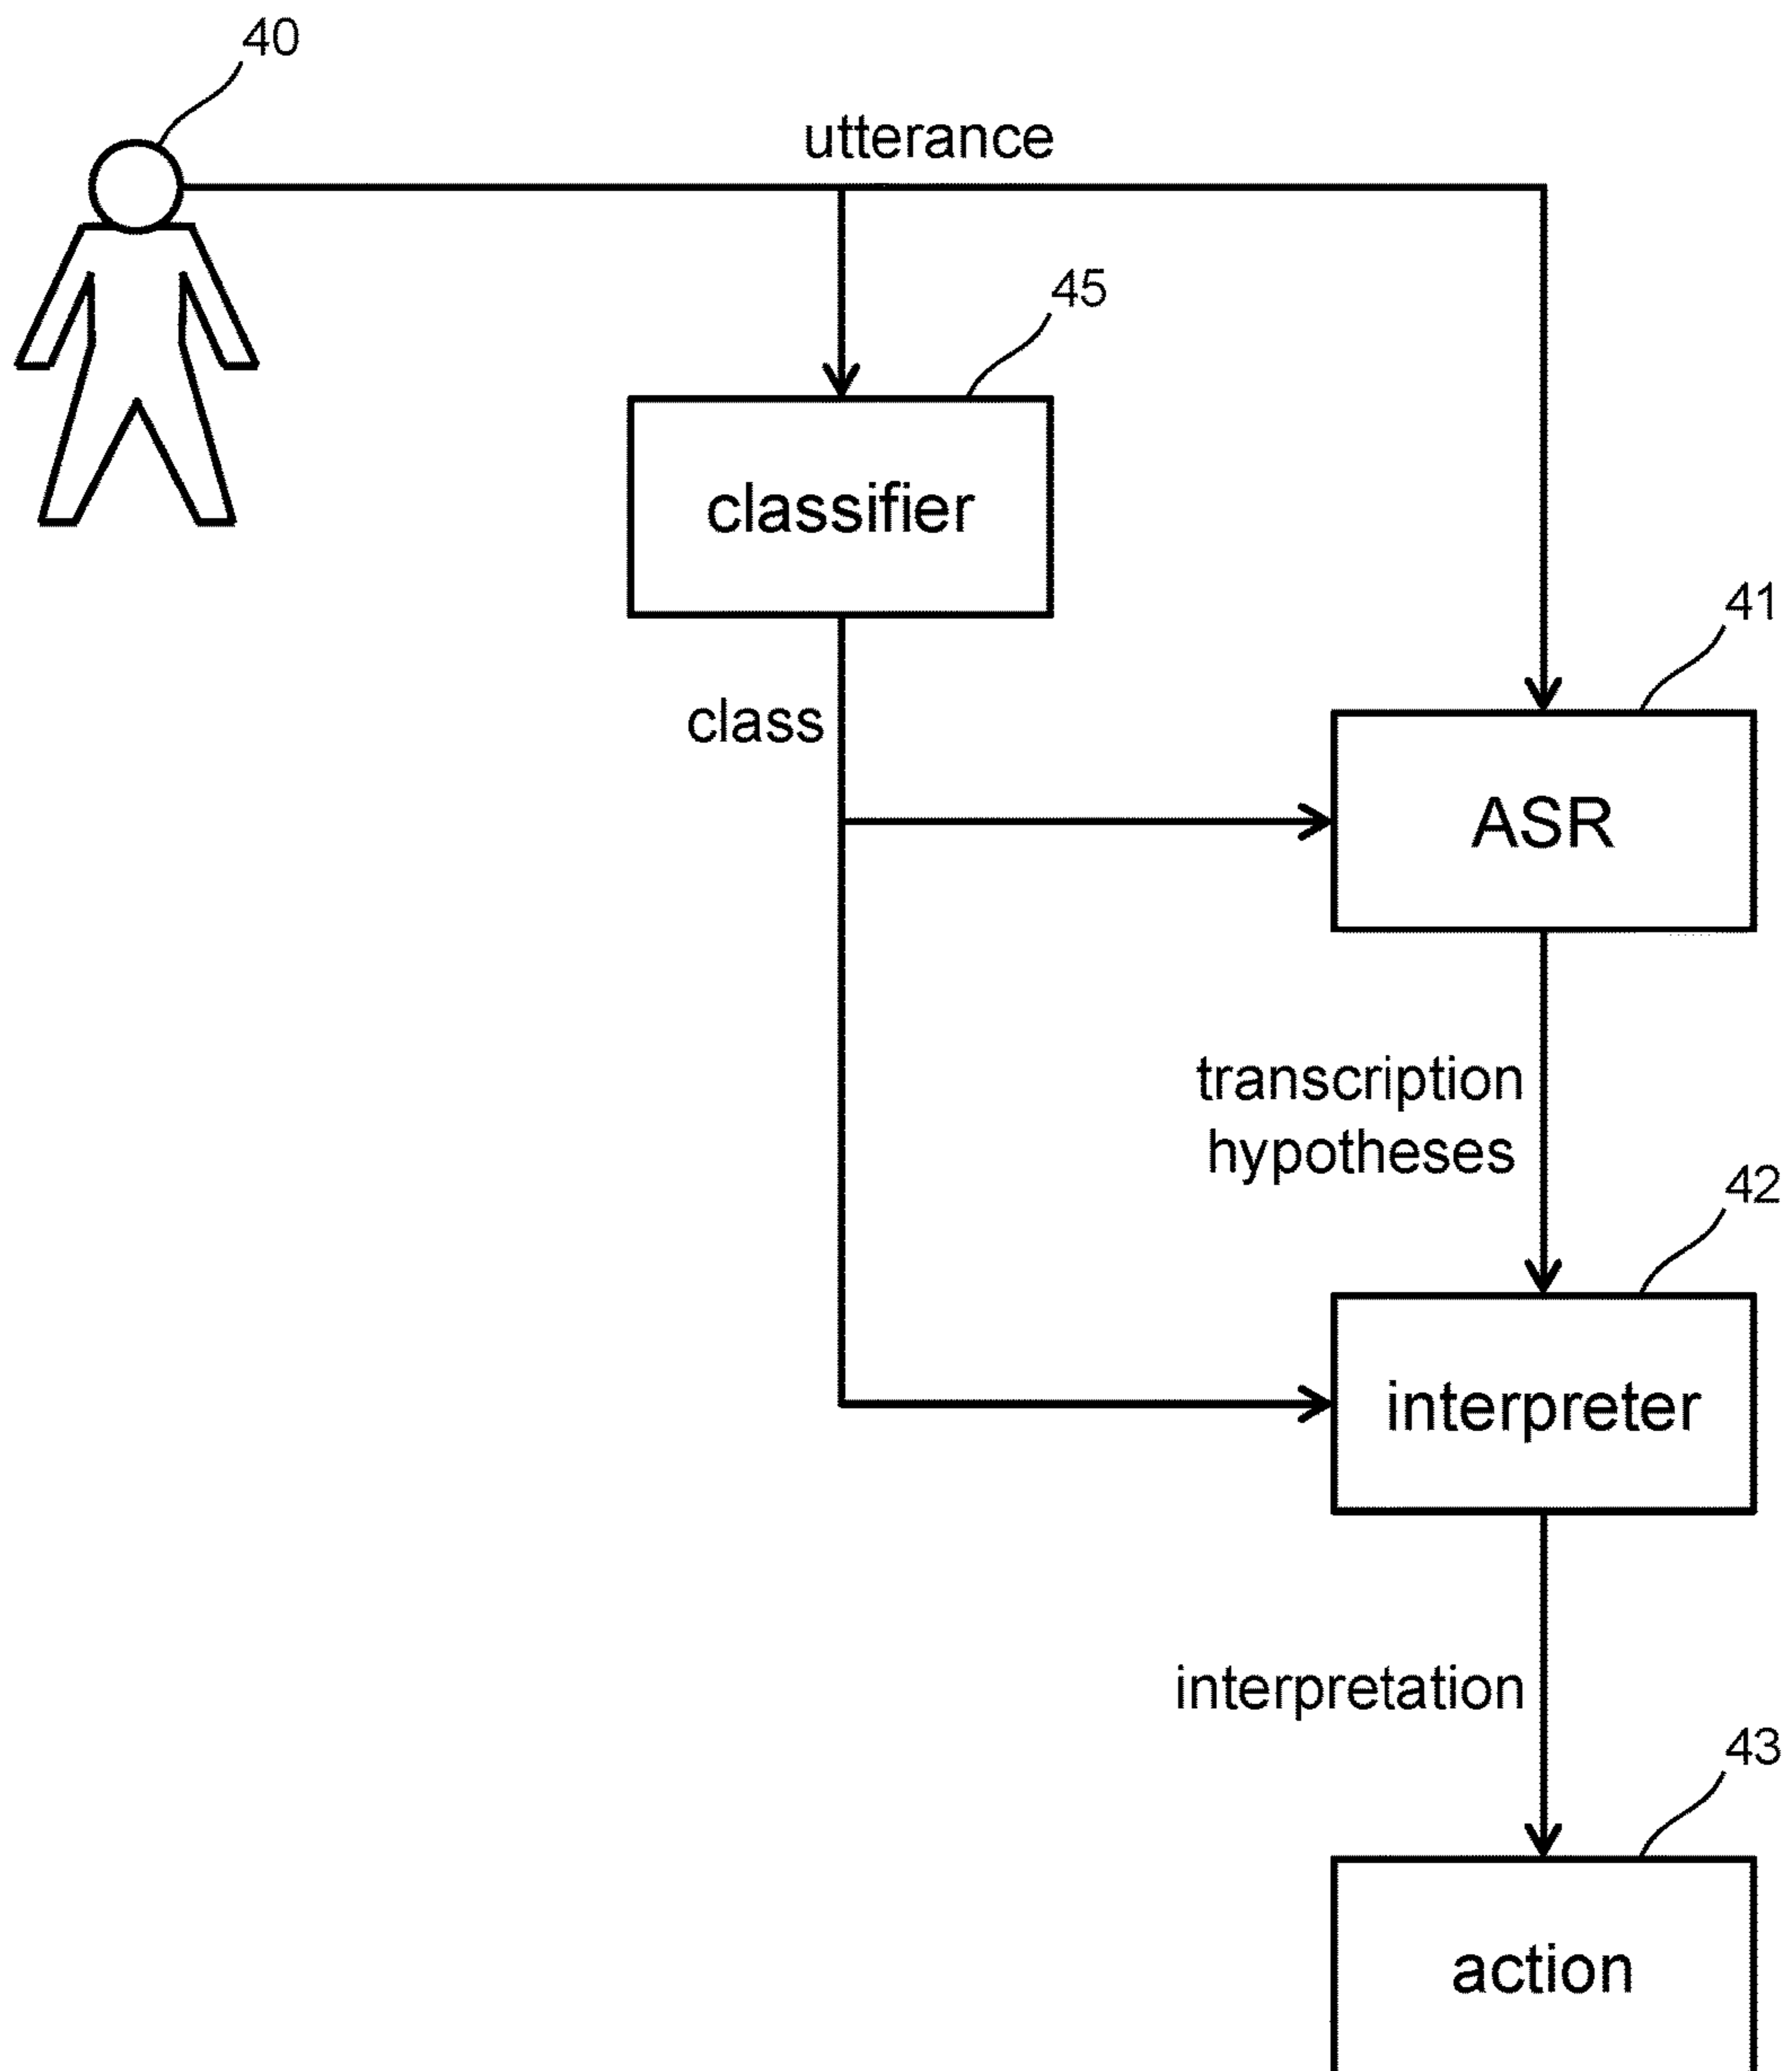 40
utterance
45
classifier
41
class
ASR
transcription
hypotheses
42
interpreter
interpretation
43
action